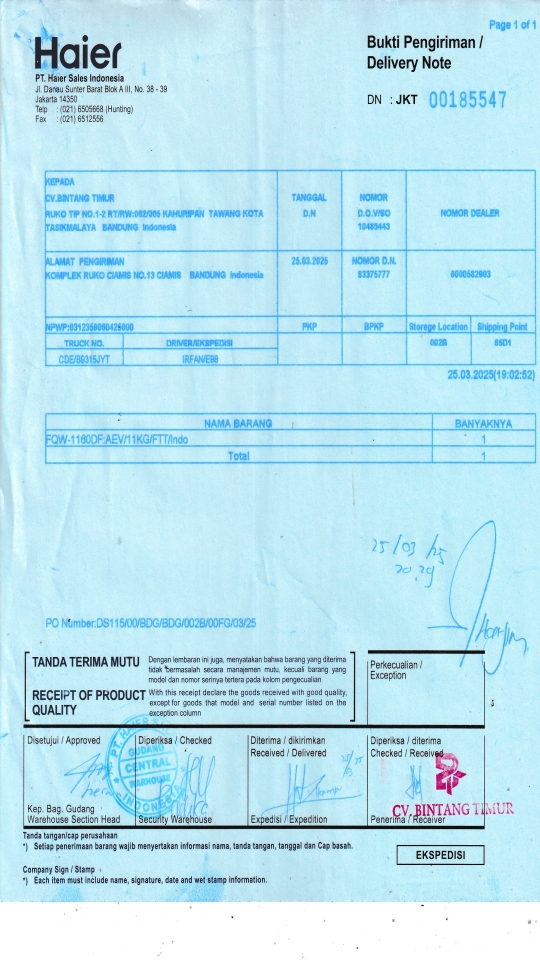 Page 1 of 1
Haier
Bukti Pengiriman /
Delivery Note
PT. Haier Sales Indonesia
Jl. Danau Sunter Barat Blok A III, No. 38 - 39
Jakarta 14350
Telp : (021) 6505668 (Hunting)
Fax : (021) 6512556
DN : JKT 00185547
KEPADA
CV.BINTANG TIMUR
RUKO TIP NO.1-2 RT/RW:002/005 KAHURIPAN TAWANG KOTA
TASIKMALAYA BANDUNG Indonesia
TANGGAL
D.N
NOMOR
D.O.V/SO
10485443
NOMOR DEALER
ALAMAT PENGIRIMAN
KOMPLEK RUKO CIAMIS NO.13 CIAMIS BANDUNG Indonesia
25.03.2025
NOMOR D.N.
83375777
NPWP:
PKP
BPKP
Storage Location
Shipping Point
TRUCK NO.
DRIVER/EKSPEDISI
002B
65D1
CDE/B9315JYT
IRFAN/E88
25.03.2025(19:02:52)
NAMA BARANG
BANYAKNYA
FQW-1160DF;AEV/11KG/FTT/Indo
1
Total
1
25/03/25
20.29
PO Number:DS115/00/BDG/BDG/002B/00FG/03/25
TANDA TERIMA MUTU
Dengan lembaran ini juga, menyatakan bahwa barang yang diterima
tidak bermasalah secara manajemen mutu, kecuali barang yang
model dan nomor serinya tertera pada kolom pengecualian
RECEIPT OF PRODUCT
QUALITY
With this receipt declare the goods received with good quality,
except for goods that model and serial number listed on the
exception column
Perkecualian /
Exception
Disetujui / Approved
Diperiksa / Checked
Diterima / dikirimkan
Received / Delivered
Diperiksa / diterima
Checked / Received
PT. HAIER
GUDANG
CENTRAL
WAREHOUSE
INDONESIA
25/03
CV. BINTANG TIMUR
Kep. Bag. Gudang
Warehouse Section Head
Security Warehouse
Expedisi / Expedition
Penerima / Receiver
Tanda tangan/cap perusahaan
*) Setiap penerimaan barang wajib menyertakan informasi nama, tanda tangan, tanggal dan Cap basah.
EKSPEDISI
Company Sign / Stamp
*) Each item must include name, signature, date and wet stamp information.